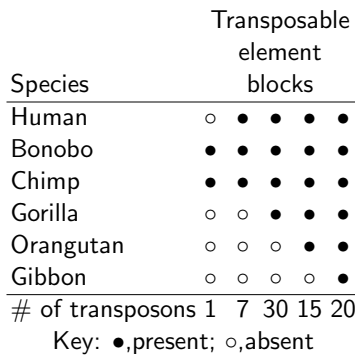 Transposable
element
Species blocks
Human ○ ● ● ● ●
Bonobo ● ● ● ● ●
Chimp ● ● ● ● ●
Gorilla ○ ○ ● ● ●
Orangutan ○ ○ ○ ● ●
Gibbon ○ ○ ○ ○ ●
# of transposons 1 7 30 15 20
Key: ●,present; ○,absent